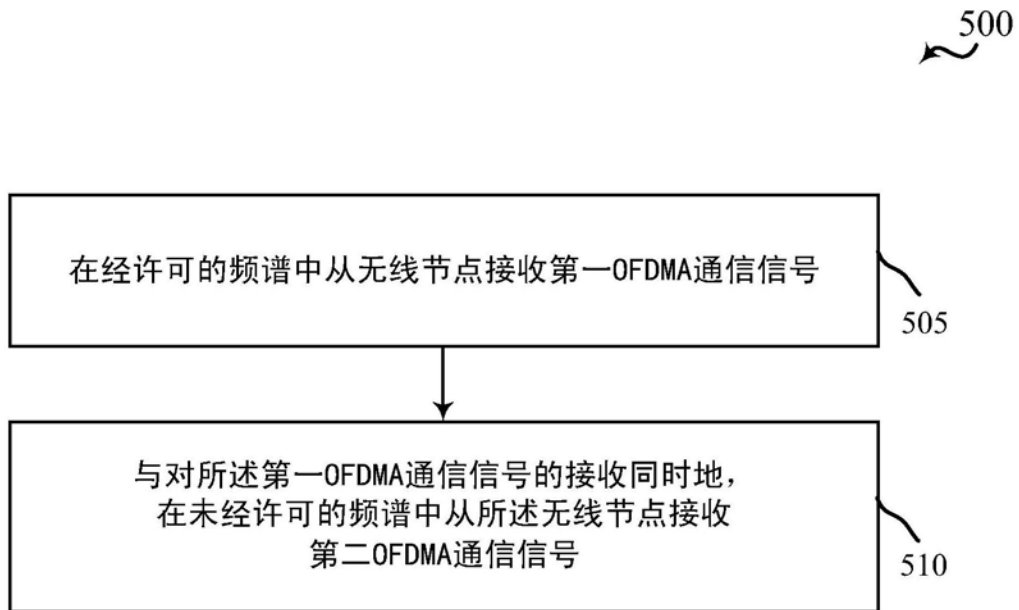 500
在经许可的频谱中从无线节点接收第一OFDMA通信信号
505
与对所述第一OFDMA通信信号的接收同时地，
在未经许可的频谱中从所述无线节点接收
第二OFDMA通信信号
510